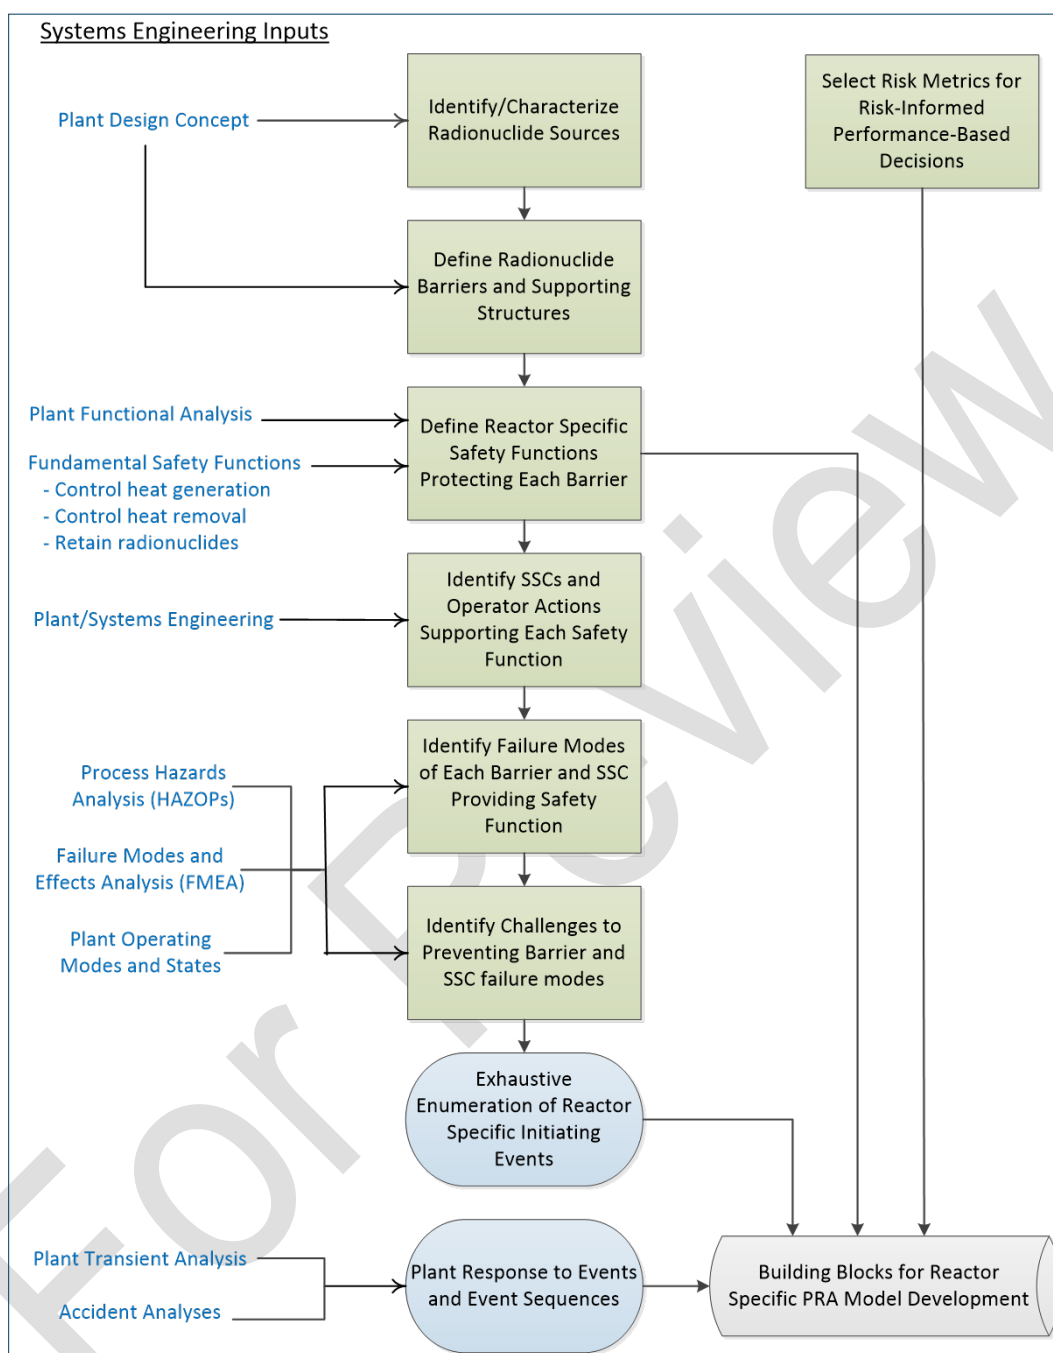 Systems Engineering Inputs
Plant Design Concept
Identify/Characterize
Radionuclide Sources
Select Risk Metrics for
Risk-Informed
Performance-Based
Decisions
Define Radionuclide
Barriers and Supporting
Structures
Plant Functional Analysis
Fundamental Safety Functions
- Control heat generation
- Control heat removal
- Retain radionuclides
Define Reactor Specific
Safety Functions
Protecting Each Barrier
Plant/Systems Engineering
Identify SSCs and
Operator Actions
Supporting Each Safety
Function
Process Hazards
Analysis (HAZOPs)
Failure Modes and
Effects Analysis (FMEA)
Plant Operating
Modes and States
Identify Failure Modes
of Each Barrier and SSC
Providing Safety
Function
Identify Challenges to
Preventing Barrier and
SSC failure modes
Exhaustive
Enumeration of Reactor
Specific Initiating
Events
Plant Transient Analysis
Accident Analyses
Plant Response to Events
and Event Sequences
Building Blocks for Reactor
Specific PRA Model Development
For Review